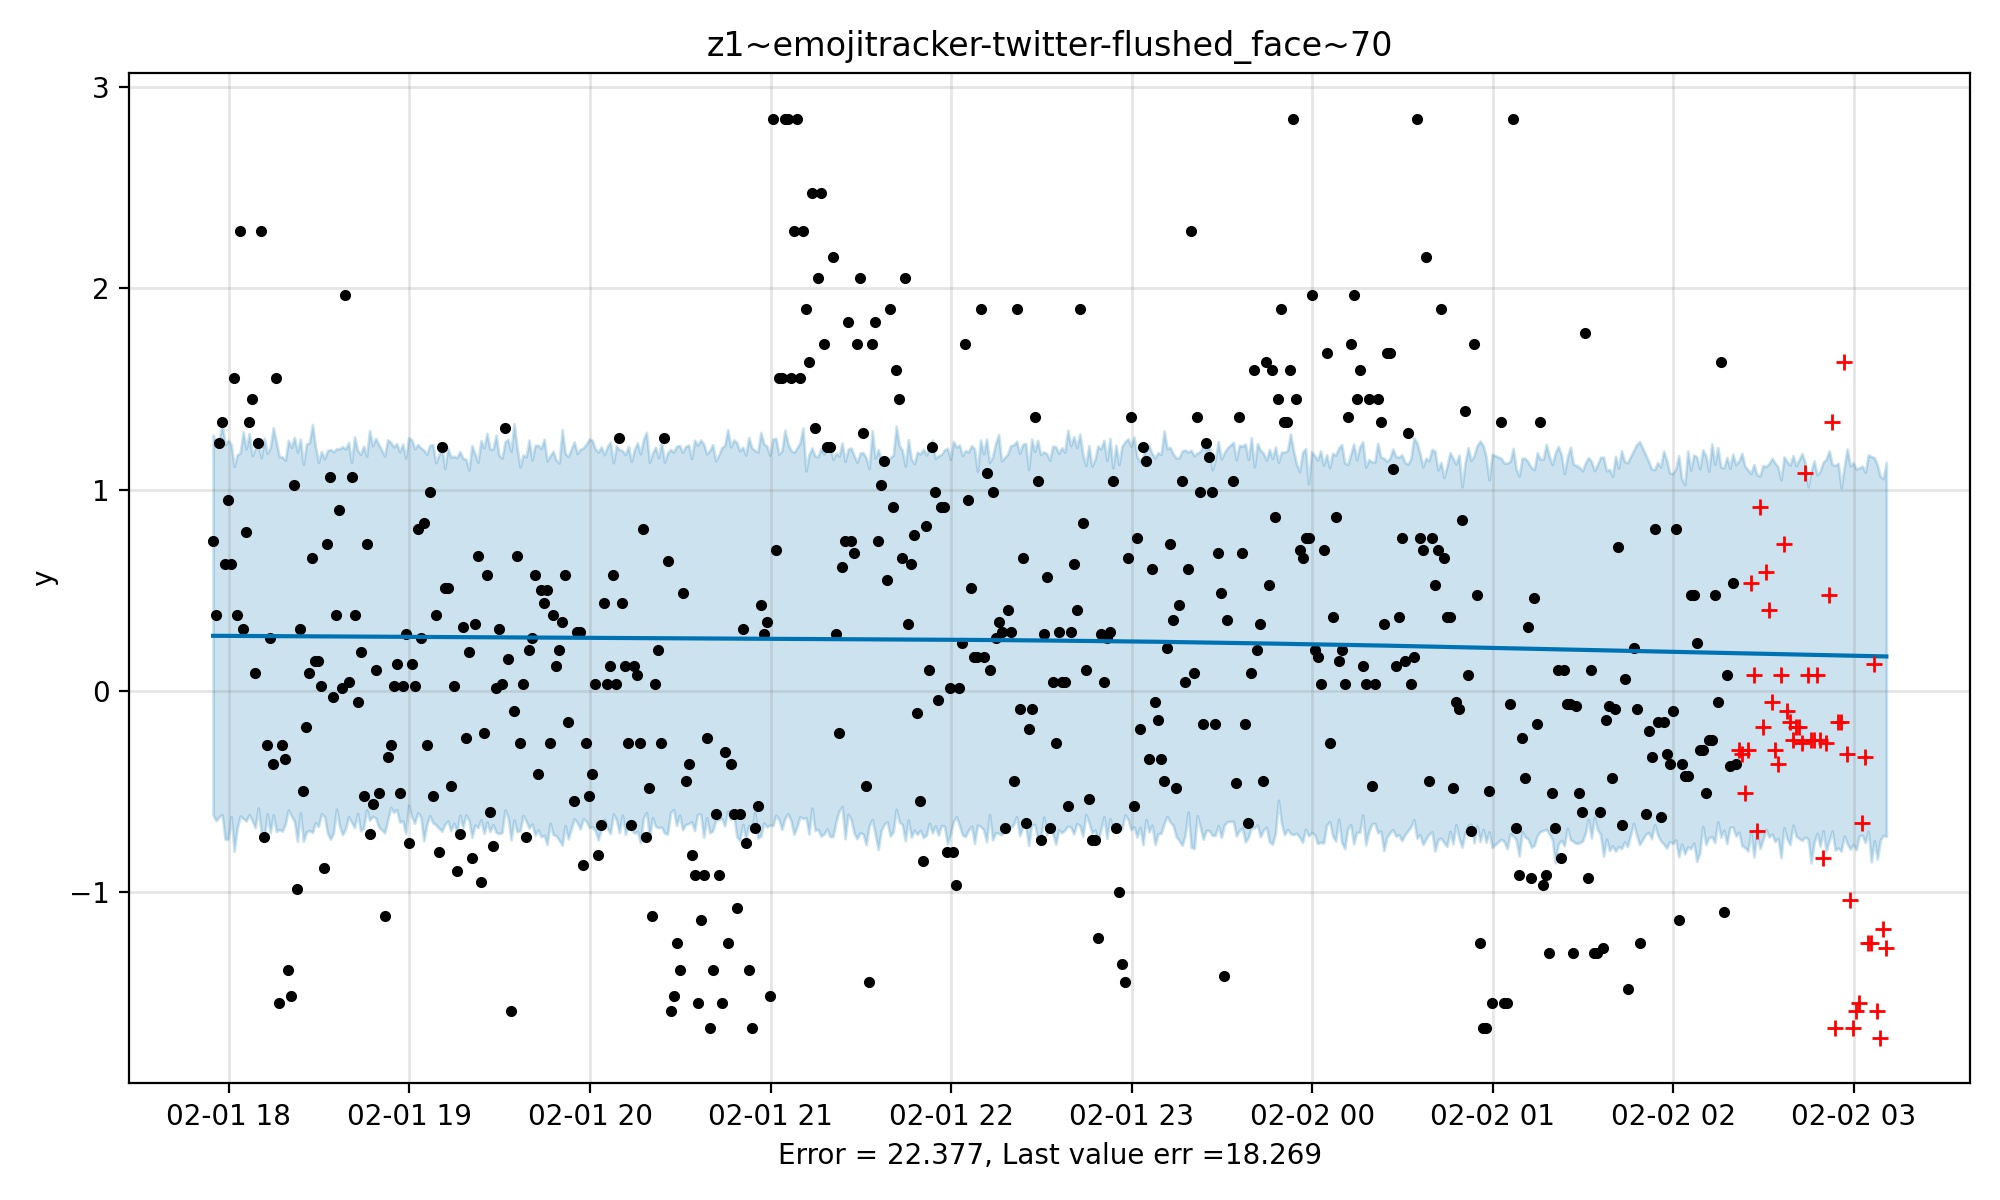 z1~emojitracker-twitter-flushed_face~70
3
2
1
0
−1
y
02-01 18 02-01 19 02-01 20 02-01 21 02-01 22 02-01 23 02-02 00 02-02 01 02-02 02 02-02 03
Error = 22.377, Last value err =18.269